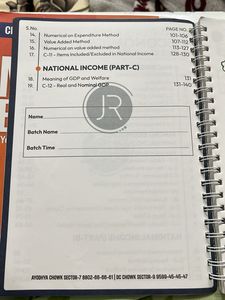 S.No. PAGE NO.
14. Numerical on Expenditure Method 101-106
15. Value Added Method 107-112
16. Numerical on value added method 113-127
17. C-11 - Items Included/Excluded in National Income 128-130
NATIONAL INCOME (PART-C)
18. Meaning of GDP and Welfare 131
19. C-12 - Real and Nominal GDP 131-140
JR
Name
Batch Name
Batch Time
AYODHYA CHOWK SECTOR-7 8802-66-66-01 | DC CHOWK SECTOR-9 9599-45-45-47